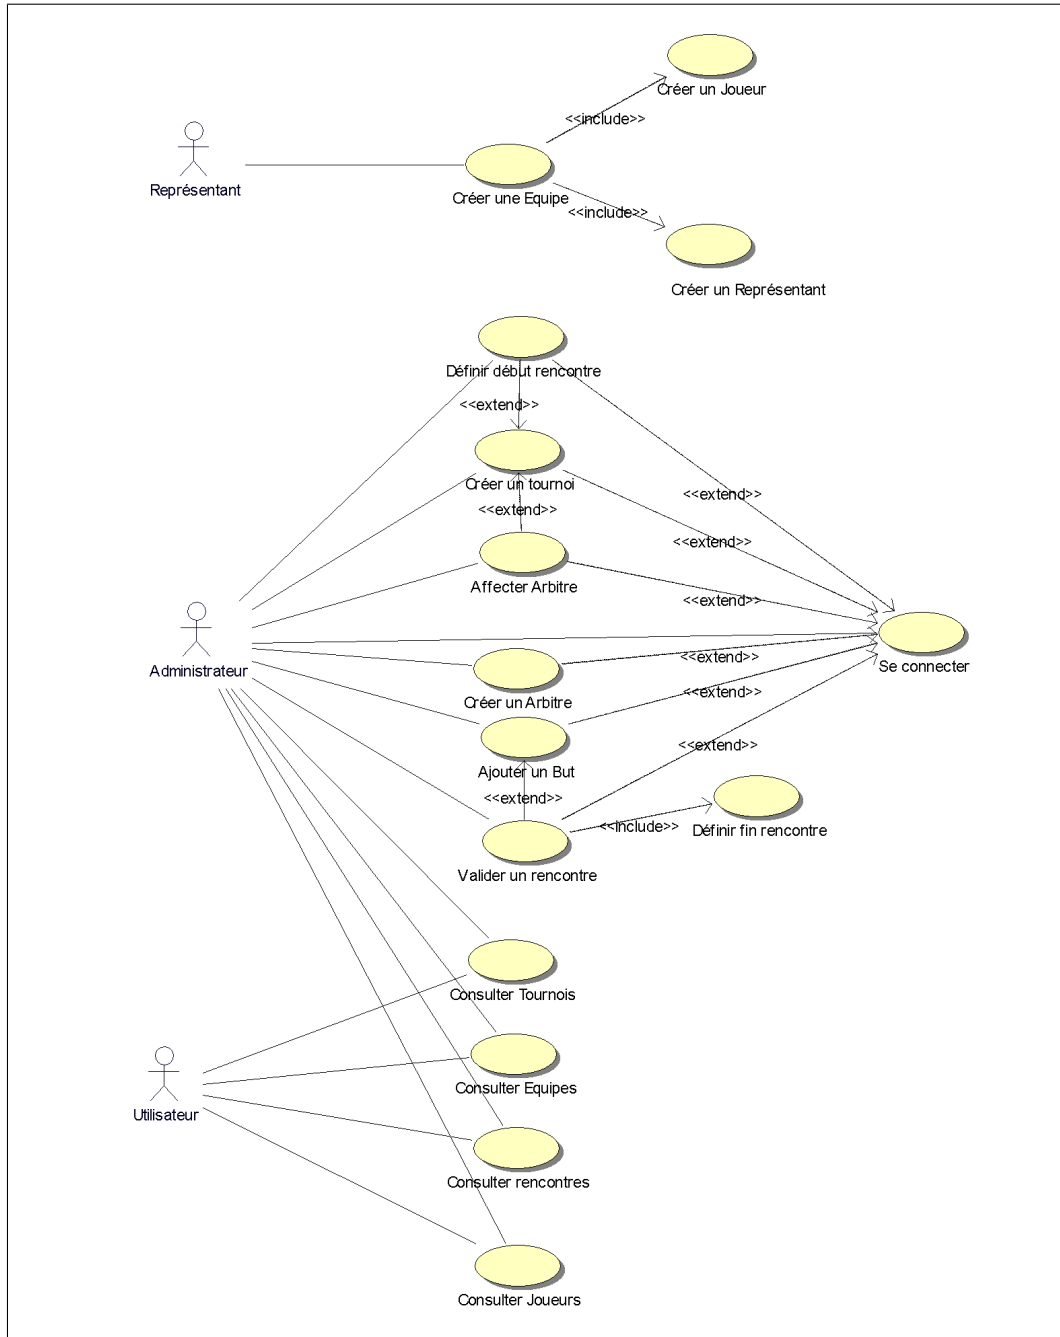 Créer un Joueur
<<include>>
Représentant
Créer une Equipe
<<include>>
Créer un Représentant
Définir début rencontre
<<extend>>
Créer un tournoi
<<extend>>
<<extend>>
<<extend>>
Affecter Arbitre
<<extend>>
Administrateur
<<extend>>
Se connecter
Créer un Arbitre
<<extend>>
<<extend>>
Ajouter un But
<<extend>>
<<include>>
Définir fin rencontre
Valider un rencontre
Consulter Tournois
Consulter Equipes
Utilisateur
Consulter rencontres
Consulter Joueurs